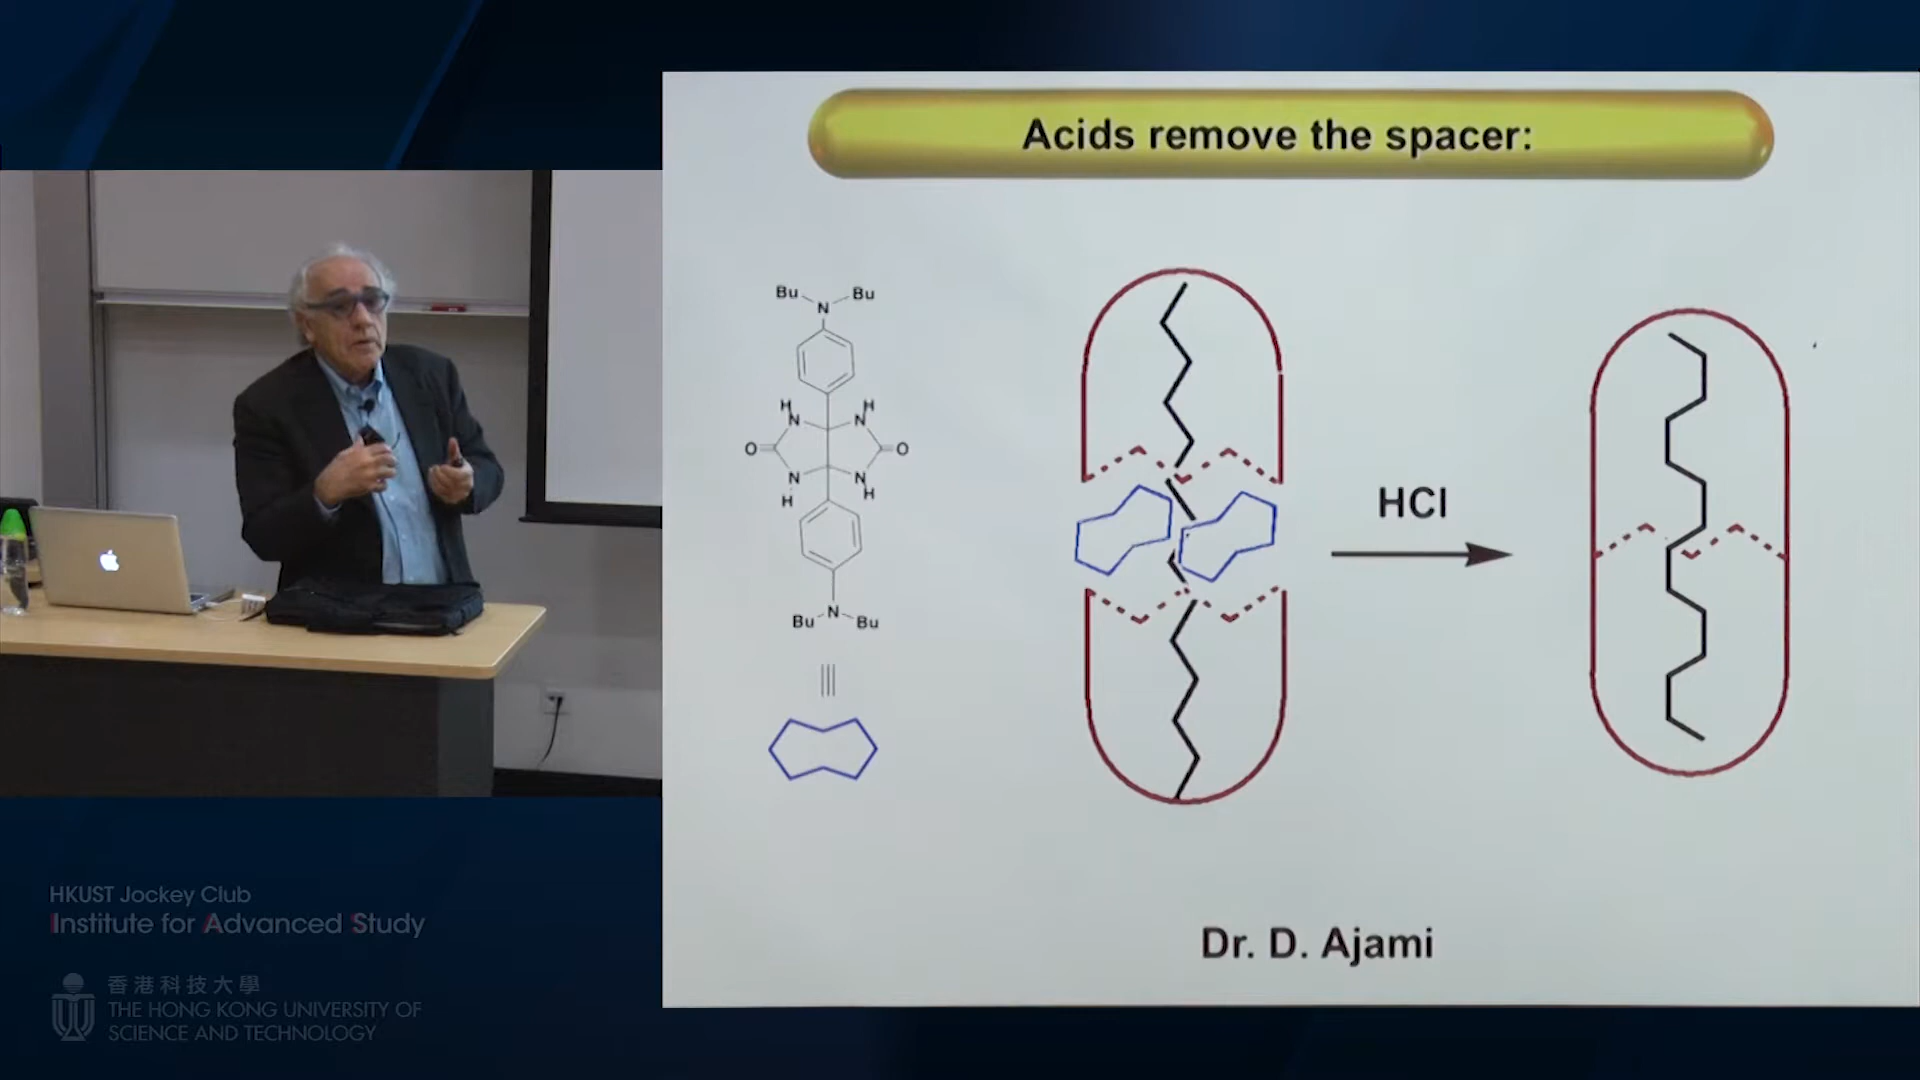 Acids remove the spacer:
Bu
Bu
N
H
H
N
N
O
O
N
N
H
H
N
Bu
Bu
HCl
Dr. D. Ajami
HKUST Jockey Club
Institute for Advanced Study
香港科技大學
THE HONG KONG UNIVERSITY OF
SCIENCE AND TECHNOLOGY